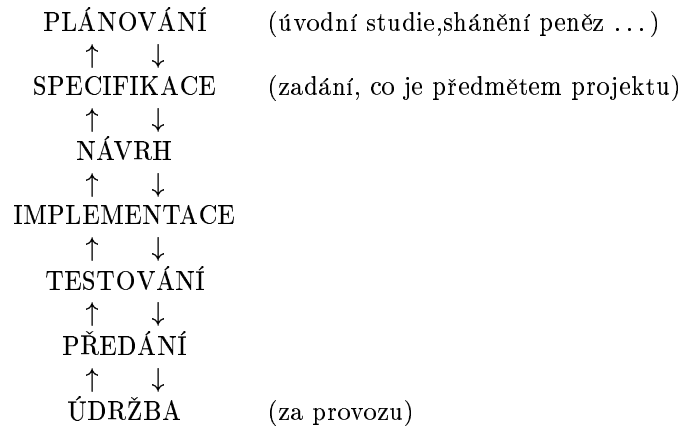 PLÁNOVÁNÍ (úvodní studie,shánění peněz ...)
↑ ↓
SPECIFIKACE (zadání, co je předmětem projektu)
↑ ↓
NÁVRH
↑ ↓
IMPLEMENTACE
↑ ↓
TESTOVÁNÍ
↑ ↓
PŘEDÁNÍ
↑ ↓
ÚDRŽBA (za provozu)